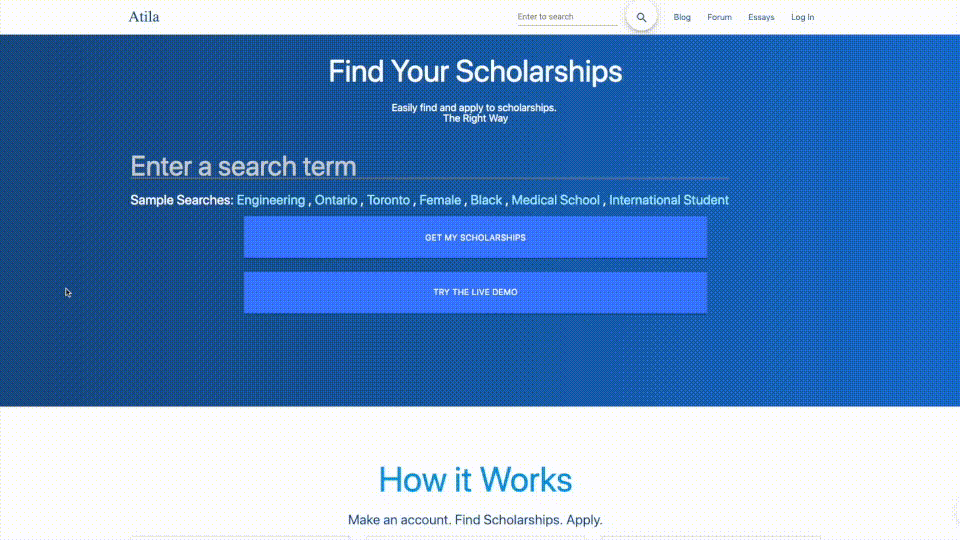 Atila
Enter to search
Blog
Forum
Essays
Log In
Find Your Scholarships
Easily find and apply to scholarships.
The Right Way
Enter a search term
Sample Searches: Engineering , Ontario , Toronto , Female , Black , Medical School , International Student
GET MY SCHOLARSHIPS
TRY THE LIVE DEMO
How it Works
Make an account. Find Scholarships. Apply.